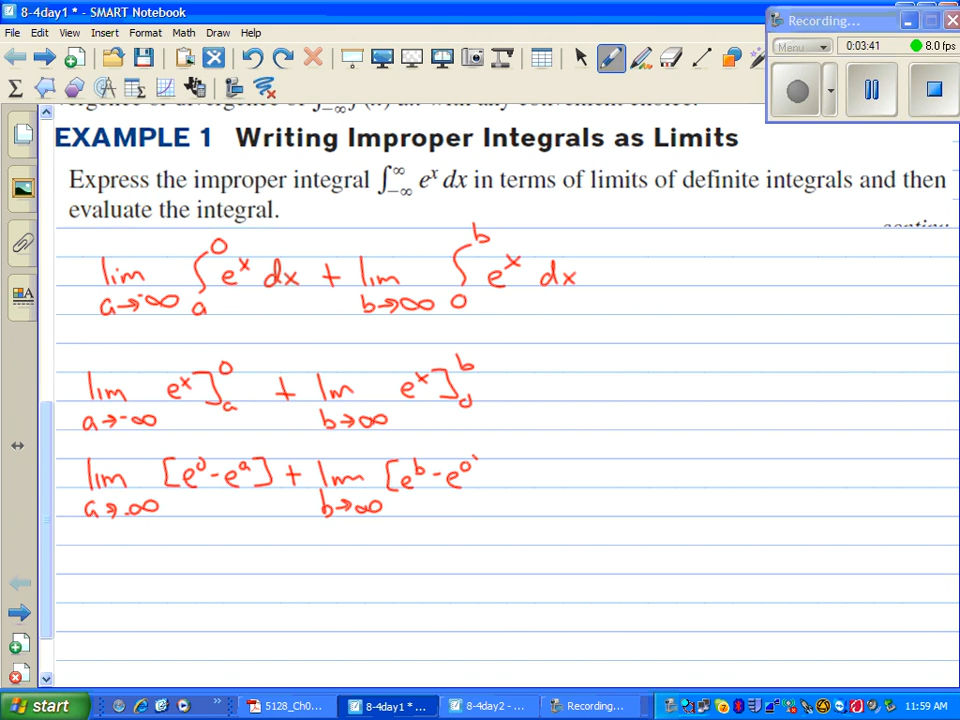 8-4day1 * - SMART Notebook
Recording...
File Edit View Insert Format Math Draw Help
Menu 0:03:41 8.0 fps
EXAMPLE 1 Writing Improper Integrals as Limits
Express the improper integral ∫_{-∞}^{∞} e^x dx in terms of limits of definite integrals and then
evaluate the integral.
lim_{a→-∞} ∫_a^0 e^x dx + lim_{b→∞} ∫_0^b e^x dx
lim_{a→-∞} e^x]_a^0 + lim_{b→∞} e^x]_0^b
lim_{a→-∞} [e^0 - e^a] + lim_{b→∞} [e^b - e^0
start 5128_Ch0... 8-4day1 *... 8-4day2 - ... Recording... 11:59 AM